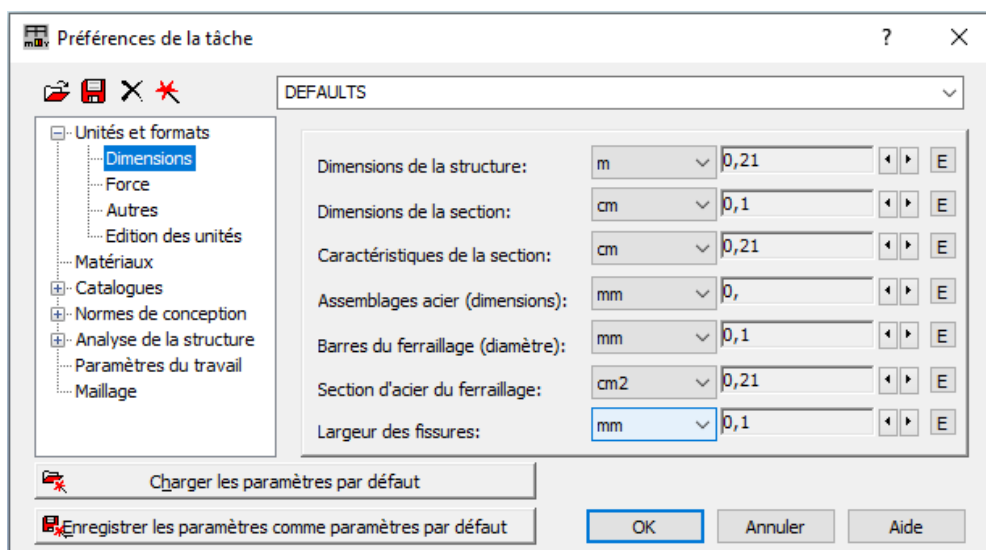 Préférences de la tâche
?
DEFAULTS
Unités et formats
Dimensions
Force
Autres
Edition des unités
Matériaux
Catalogues
Normes de conception
Analyse de la structure
Paramètres du travail
Maillage
Dimensions de la structure: m 0,21 E
Dimensions de la section: cm 0,1 E
Caractéristiques de la section: cm 0,21 E
Assemblages acier (dimensions): mm 0, E
Barres du ferraillage (diamètre): mm 0,1 E
Section d'acier du ferraillage: cm2 0,21 E
Largeur des fissures: mm 0,1 E
Charger les paramètres par défaut
Enregistrer les paramètres comme paramètres par défaut
OK Annuler Aide